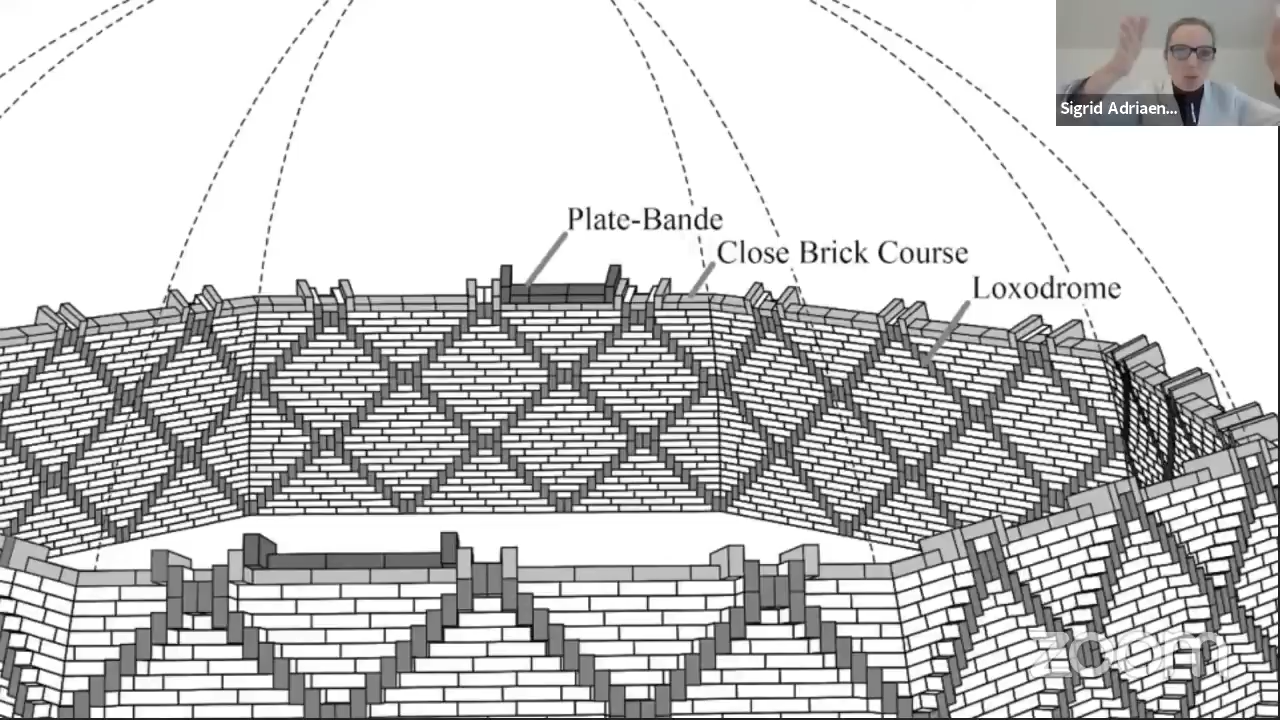 Sigrid Adriaen...
Plate-Bande
Close Brick Course
Loxodrome
zoom